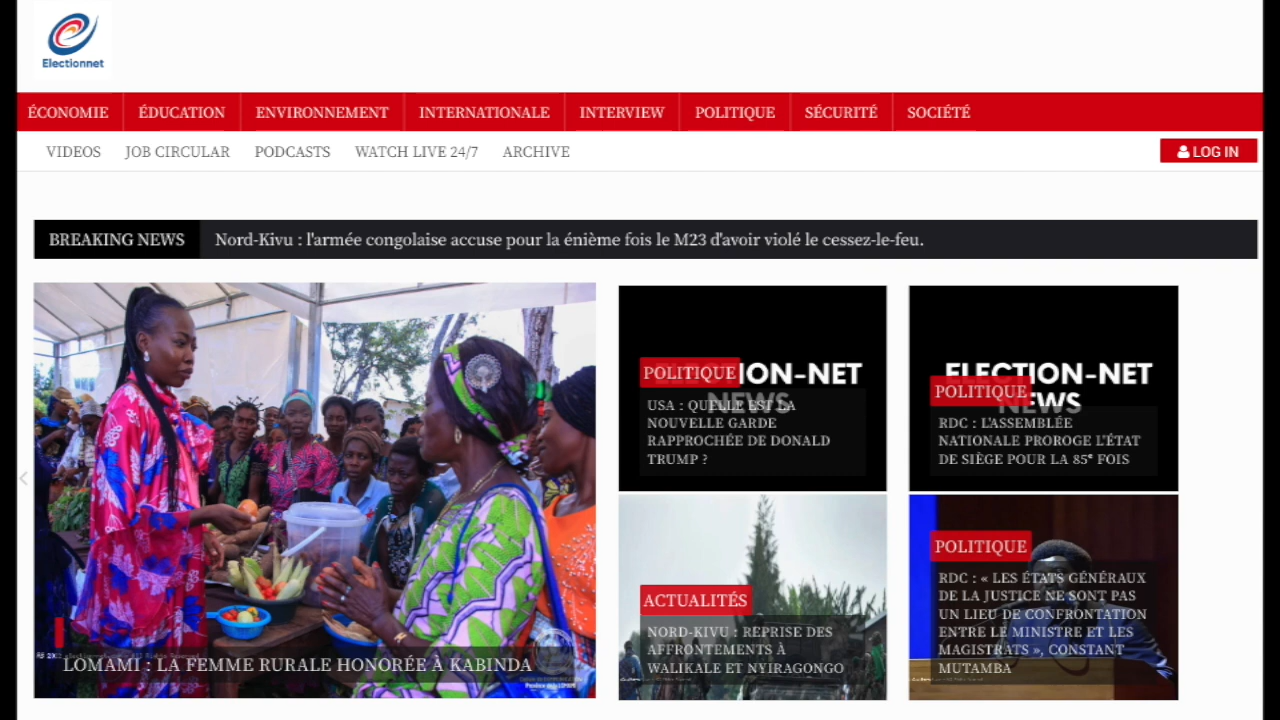 Electionnet
ÉCONOMIE
ÉDUCATION
ENVIRONNEMENT
INTERNATIONALE
INTERVIEW
POLITIQUE
SÉCURITÉ
SOCIÉTÉ
VIDEOS
JOB CIRCULAR
PODCASTS
WATCH LIVE 24/7
ARCHIVE
LOG IN
BREAKING NEWS
Nord-Kivu : l'armée congolaise accuse pour la énième fois le M23 d'avoir violé le cessez-le-feu.
LOMAMI : LA FEMME RURALE HONORÉE À KABINDA
ION-NET
NEWS
POLITIQUE
USA : QUELLE EST LA
NOUVELLE GARDE
RAPPROCHÉE DE DONALD
TRUMP ?
ELECTION-NET
NEWS
POLITIQUE
RDC : L'ASSEMBLÉE
NATIONALE PROROGE L'ÉTAT
DE SIÈGE POUR LA 85ᵉ FOIS
ACTUALITÉS
NORD-KIVU : REPRISE DES
AFFRONTEMENTS À
WALIKALE ET NYIRAGONGO
POLITIQUE
RDC : « LES ÉTATS GÉNÉRAUX
DE LA JUSTICE NE SONT PAS
UN LIEU DE CONFRONTATION
ENTRE LE MINISTRE ET LES
MAGISTRATS », CONSTANT
MUTAMBA